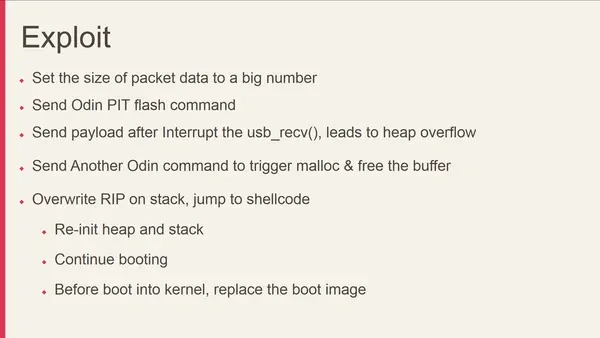 Exploit
Set the size of packet data to a big number
Send Odin PIT flash command
Send payload after Interrupt the usb_recv(), leads to heap overflow
Send Another Odin command to trigger malloc & free the buffer
Overwrite RIP on stack, jump to shellcode
Re-init heap and stack
Continue booting
Before boot into kernel, replace the boot image